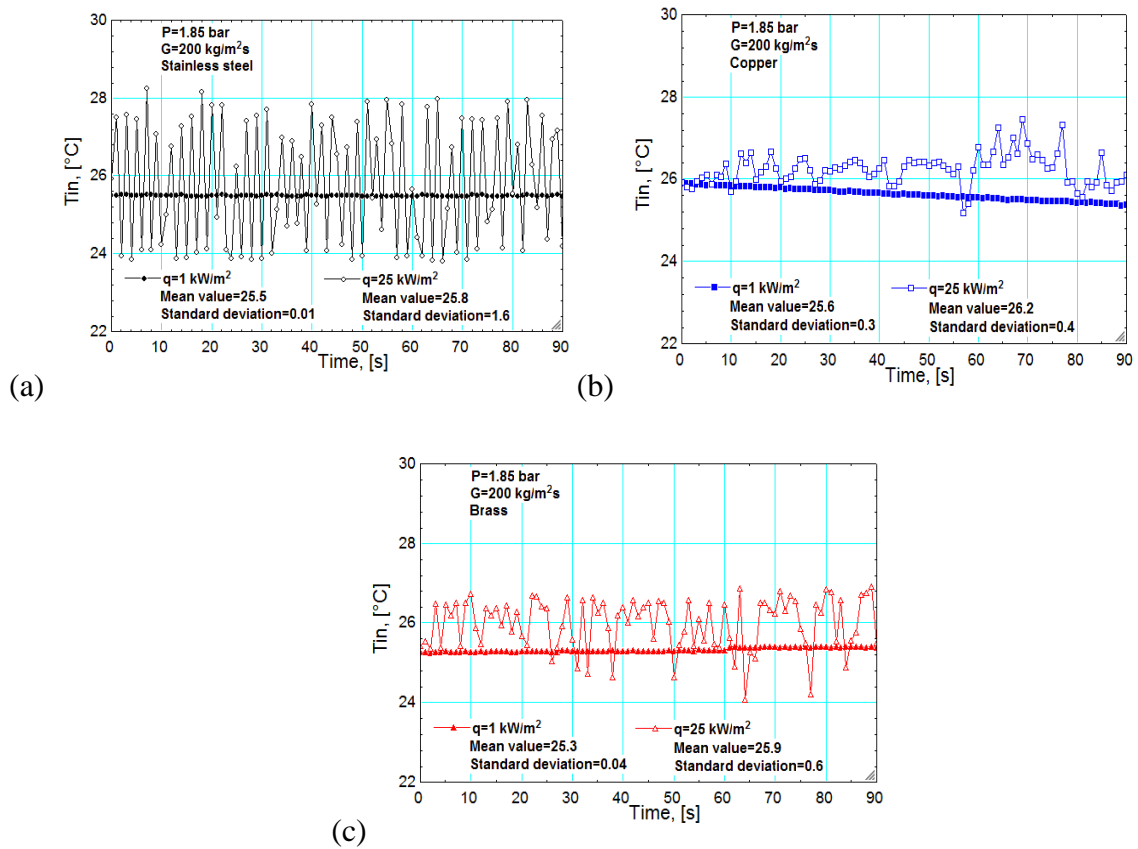 30
28
26
24
22
Tin, [°C]
P=1.85 bar
G=200 kg/m²s
Stainless steel
q=1 kW/m²
Mean value=25.5
Standard deviation=0.01
q=25 kW/m²
Mean value=25.8
Standard deviation=1.6
0 10 20 30 40 50 60 70 80 90
Time, [s]
(a)
30
28
26
24
22
Tin, [°C]
P=1.85 bar
G=200 kg/m²s
Copper
q=1 kW/m²
Mean value=25.6
Standard deviation=0.3
q=25 kW/m²
Mean value=26.2
Standard deviation=0.4
0 10 20 30 40 50 60 70 80 90
Time, [s]
(b)
30
28
26
24
22
Tin, [°C]
P=1.85 bar
G=200 kg/m²s
Brass
q=1 kW/m²
Mean value=25.3
Standard deviation=0.04
q=25 kW/m²
Mean value=25.9
Standard deviation=0.6
0 10 20 30 40 50 60 70 80 90
Time, [s]
(c)